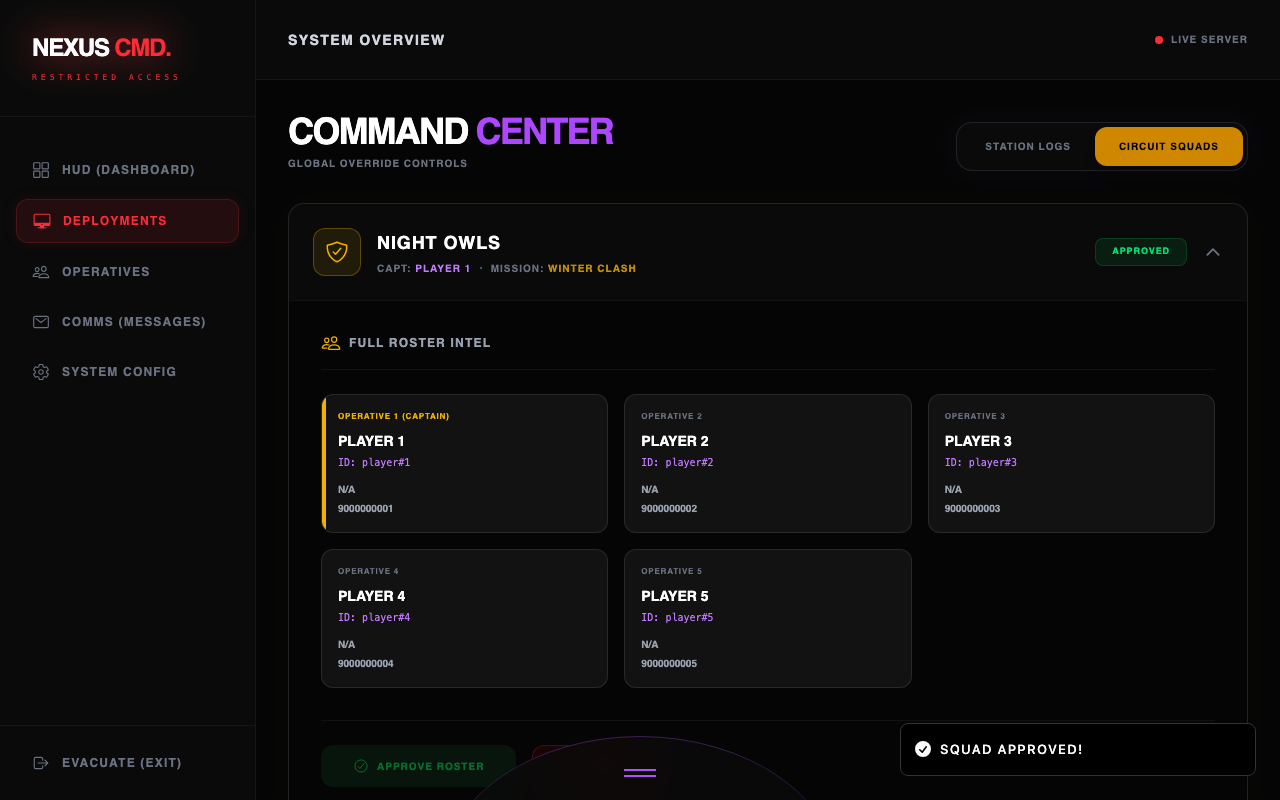 NEXUS CMD.
RESTRICTED ACCESS
HUD (DASHBOARD)
DEPLOYMENTS
OPERATIVES
COMMS (MESSAGES)
SYSTEM CONFIG
EVACUATE (EXIT)
SYSTEM OVERVIEW
LIVE SERVER
COMMAND CENTER
GLOBAL OVERRIDE CONTROLS
STATION LOGS
CIRCUIT SQUADS
NIGHT OWLS
CAPT: PLAYER 1 · MISSION: WINTER CLASH
APPROVED
FULL ROSTER INTEL
OPERATIVE 1 (CAPTAIN)
PLAYER 1
ID: player#1
N/A
9000000001
OPERATIVE 2
PLAYER 2
ID: player#2
N/A
9000000002
OPERATIVE 3
PLAYER 3
ID: player#3
N/A
9000000003
OPERATIVE 4
PLAYER 4
ID: player#4
N/A
9000000004
OPERATIVE 5
PLAYER 5
ID: player#5
N/A
9000000005
APPROVE ROSTER
SQUAD APPROVED!